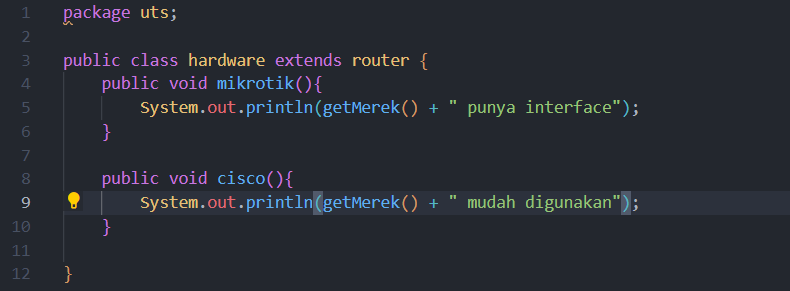 1 package uts;
2
3 public class hardware extends router {
4     public void mikrotik(){
5         System.out.println(getMerek() + " punya interface");
6     }
7
8     public void cisco(){
9         System.out.println(getMerek() + " mudah digunakan");
10     }
11
12 }